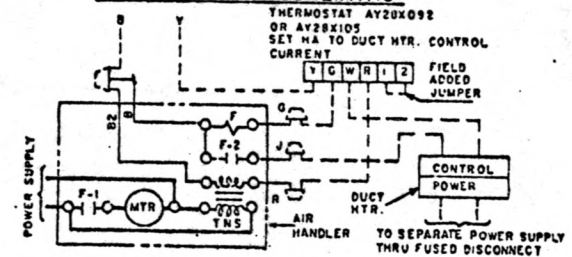 B Y
THERMOSTAT AY28X092
OR AY28X105
SET HA TO DUCT HTR. CONTROL
CURRENT
Y G W R 1 2
FIELD
ADDED
JUMPER
F
B2
B
F
G
F-2
J
CONTROL
POWER
POWER SUPPLY
F-1
MTR
TNS
R
DUCT
HTR.
AIR
HANDLER
TO SEPARATE POWER SUPPLY
THRU FUSED DISCONNECT